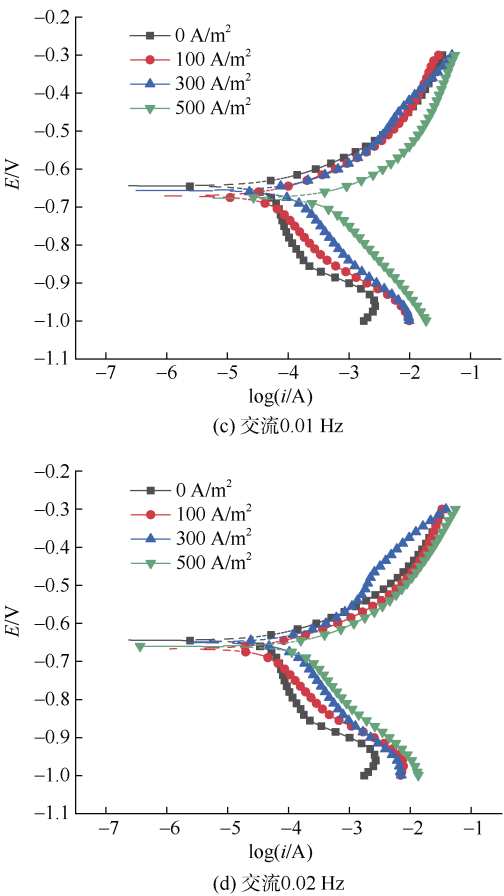 −0.2
−0.3
−0.4
−0.5
−0.6
−0.7
−0.8
−0.9
−1.0
−1.1
E/V
0 A/m²
100 A/m²
300 A/m²
500 A/m²
−7 −6 −5 −4 −3 −2 −1
log(i/A)
(c) 交流0.01 Hz
−0.2
−0.3
−0.4
−0.5
−0.6
−0.7
−0.8
−0.9
−1.0
−1.1
E/V
0 A/m²
100 A/m²
300 A/m²
500 A/m²
−7 −6 −5 −4 −3 −2 −1
log(i/A)
(d) 交流0.02 Hz